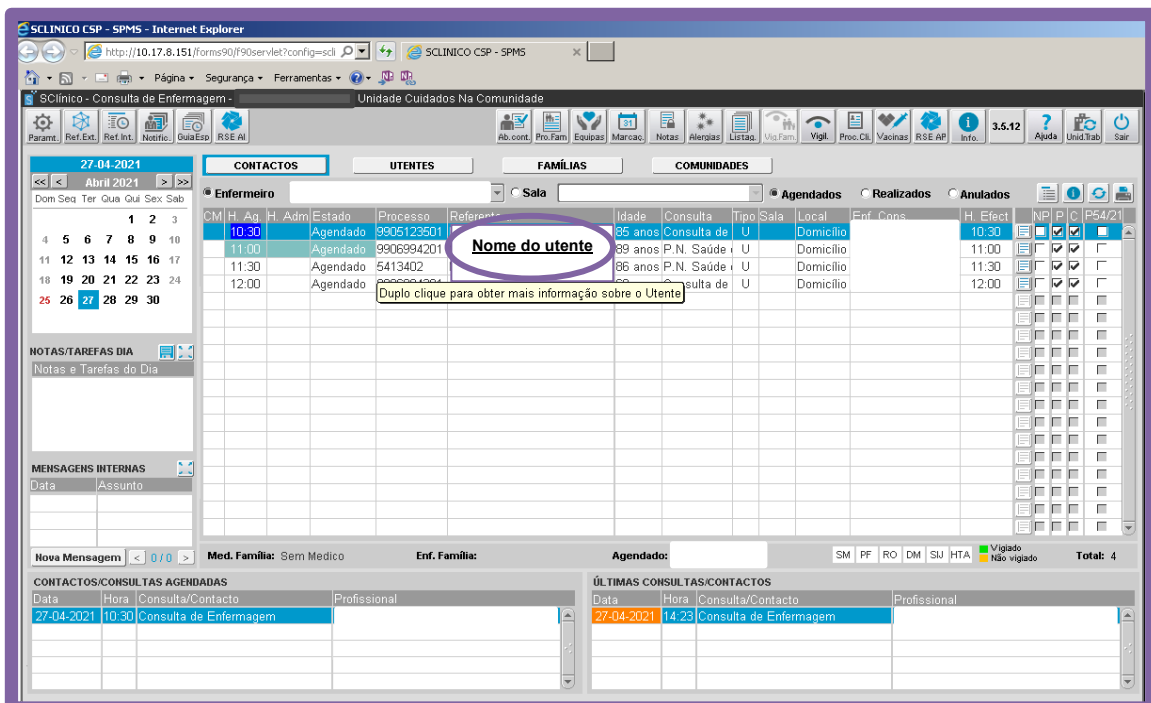 SCLINICO CSP - SPMS - Internet Explorer
http://10.17.8.151/forms90/f90servlet?config=scli
SCLINICO CSP - SPMS
Página Segurança Ferramentas
SClínico - Consulta de Enfermagem - Unidade Cuidados Na Comunidade
Paramt. Ref.Ext. Ref.Int. Notific. GuiaEsp RSE AI Ab.cont. Pro.Fam Equipas Marcaç. Notas Alergias Listag. Vig.Fam. Vigil. Proc.Cli. Vacinas RSE AP Info. 3.5.12 Ajuda Unid.Trab Sair
27-04-2021
CONTACTOS UTENTES FAMÍLIAS COMUNIDADES
<< < Abril 2021 > >>
Enfermeiro Sala Agendados Realizados Anulados
Dom Seg Ter Qua Qui Sex Sab
1 2 3
4 5 6 7 8 9 10
11 12 13 14 15 16 17
18 19 20 21 22 23 24
25 26 27 28 29 30
CM H. Ag H. Adm Estado Processo Idade Consulta Tipo Sala Local Enf. Cons. H. Efect NP P C P54/21
10:30 Agendado 9905123501 85 anos Consulta de U Domicílio 10:30
11:00 Agendado 9906994201 89 anos P.N. Saúde U Domicílio 11:00
11:30 Agendado 5413402 86 anos P.N. Saúde U Domicílio 11:30
12:00 Agendado U Domicílio 12:00
Nome do utente
Duplo clique para obter mais informação sobre o Utente
NOTAS/TAREFAS DIA
Notas e Tarefas do Dia
MENSAGENS INTERNAS
Data Assunto
Nova Mensagem < 0 / 0 >
Med. Família: Sem Medico Enf. Família: Agendado: SM PF RO DM SIJ HTA Vigiado
Não vigiado
Total: 4
CONTACTOS/CONSULTAS AGENDADAS
Data Hora Consulta/Contacto Profissional
27-04-2021 10:30 Consulta de Enfermagem
ÚLTIMAS CONSULTAS/CONTACTOS
Data Hora Consulta/Contacto Profissional
27-04-2021 14:23 Consulta de Enfermagem